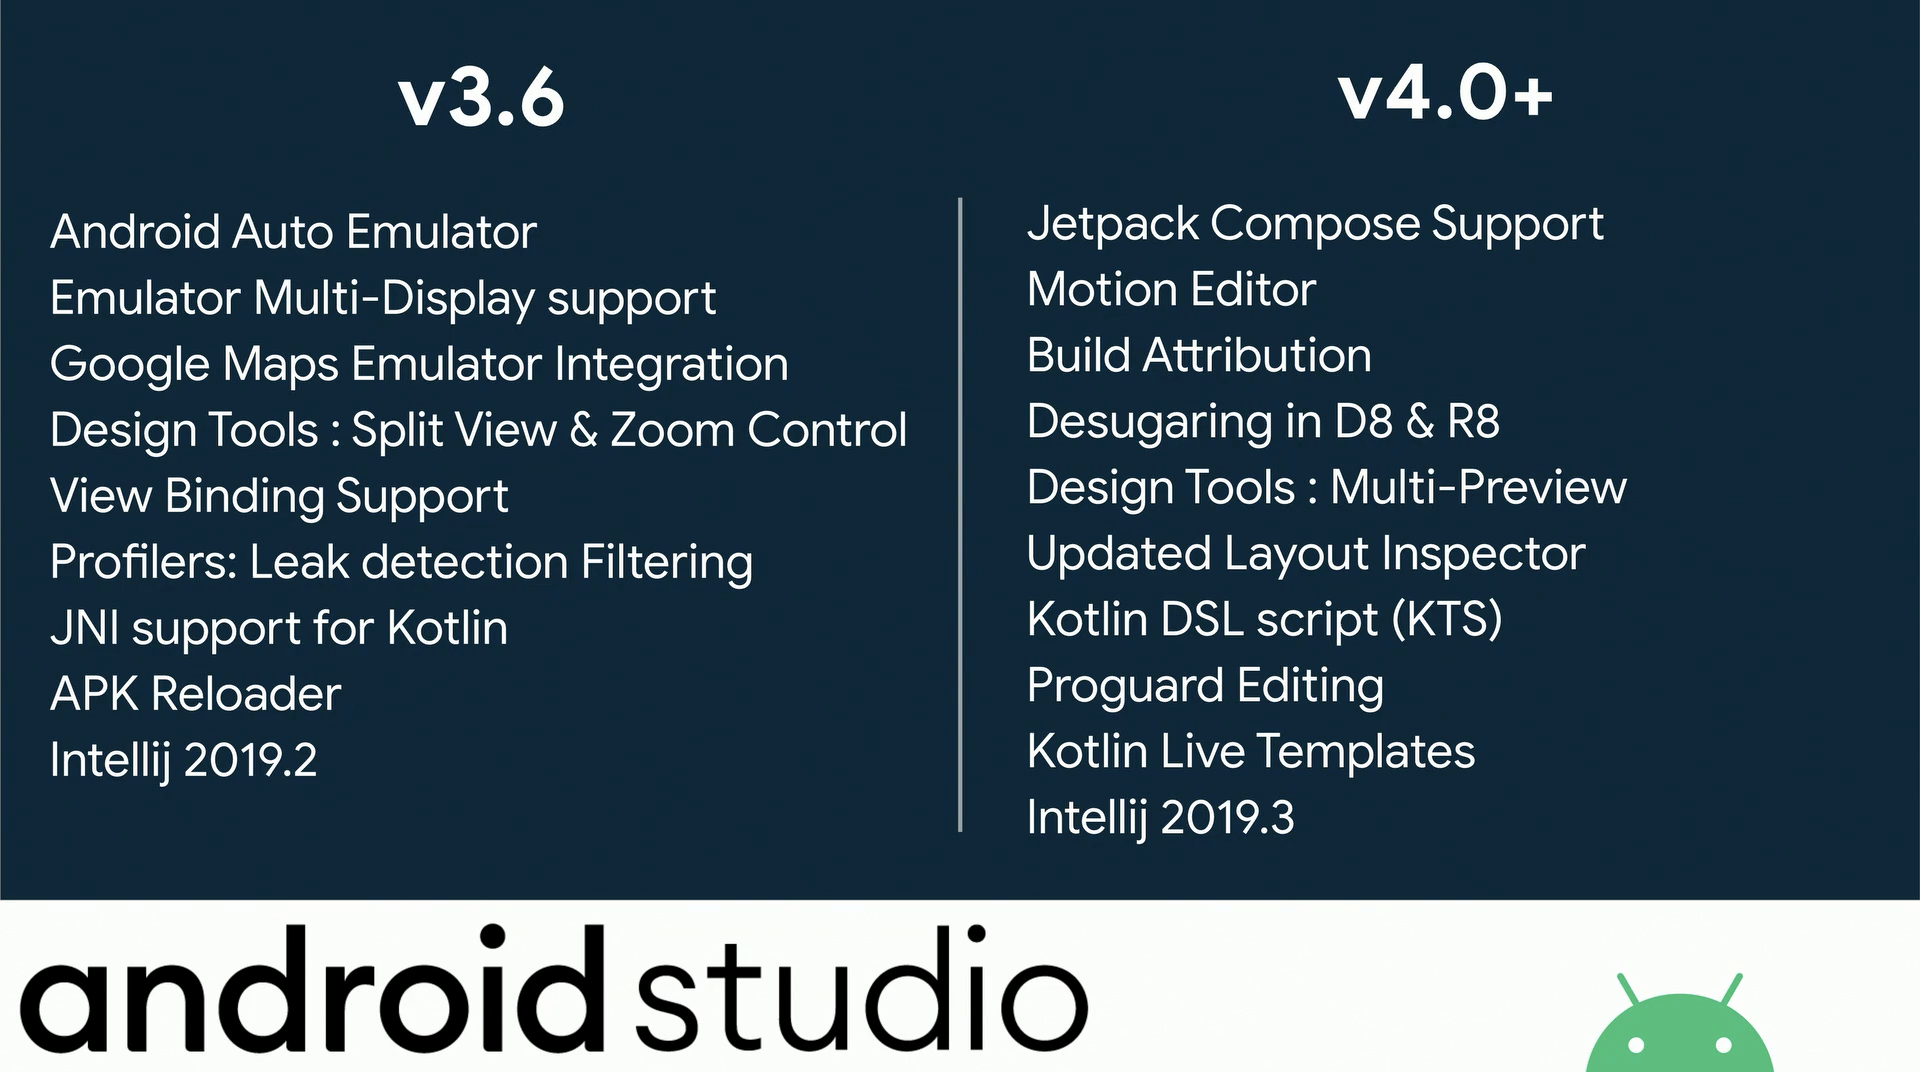 v3.6
Android Auto Emulator
Emulator Multi-Display support
Google Maps Emulator Integration
Design Tools : Split View & Zoom Control
View Binding Support
Profilers: Leak detection Filtering
JNI support for Kotlin
APK Reloader
Intellij 2019.2
v4.0+
Jetpack Compose Support
Motion Editor
Build Attribution
Desugaring in D8 & R8
Design Tools : Multi-Preview
Updated Layout Inspector
Kotlin DSL script (KTS)
Proguard Editing
Kotlin Live Templates
Intellij 2019.3
android studio